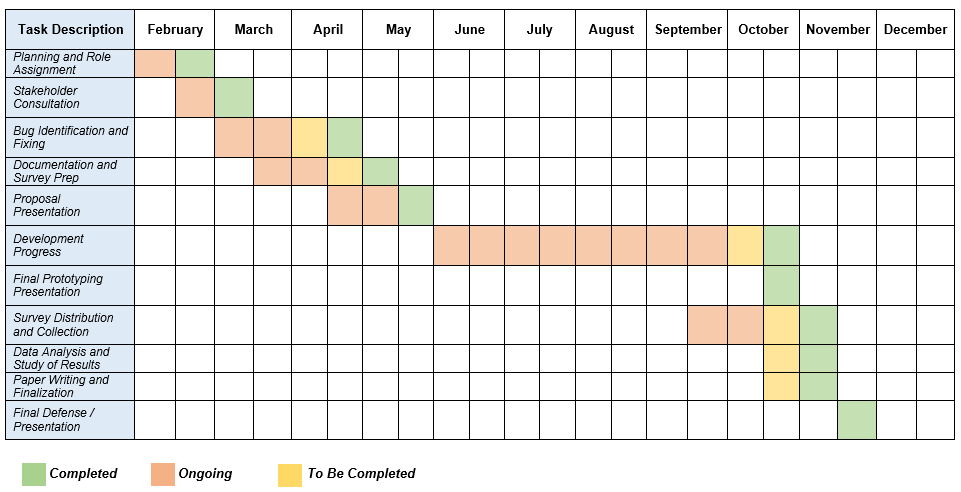 Task Description February March April May June July August September October November December
Planning and Role
Assignment
Stakeholder
Consultation
Bug Identification and
Fixing
Documentation and
Survey Prep
Proposal
Presentation
Development
Progress
Final Prototyping
Presentation
Survey Distribution
and Collection
Data Analysis and
Study of Results
Paper Writing and
Finalization
Final Defense /
Presentation
Completed Ongoing To Be Completed